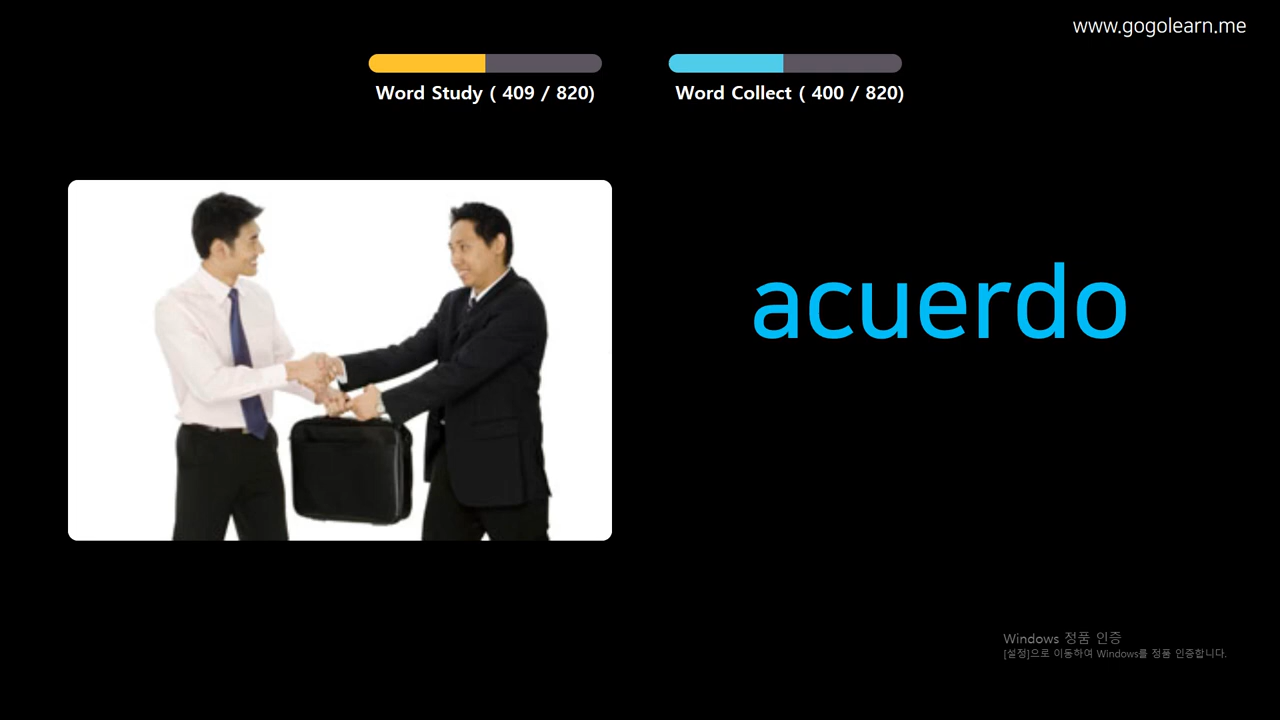 www.gogolearn.me
Word Study ( 409 / 820)
Word Collect ( 400 / 820)
acuerdo
Windows 정품 인증
[설정]으로 이동하여 Windows를 정품 인증합니다.